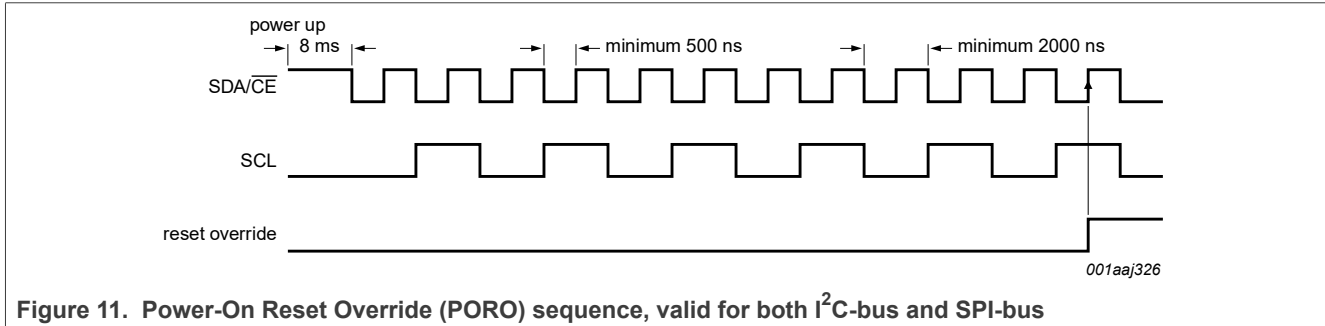 power up
8 ms
minimum 500 ns
minimum 2000 ns
SDA/CE
SCL
reset override
001aaj326
Figure 11. Power-On Reset Override (PORO) sequence, valid for both I²C-bus and SPI-bus